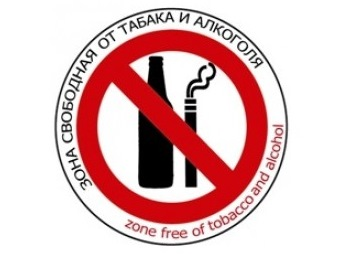 ЗОНА СВОБОДНАЯ ОТ ТАБАКА И АЛКОГОЛЯ
zone free of tobacco and alcohol